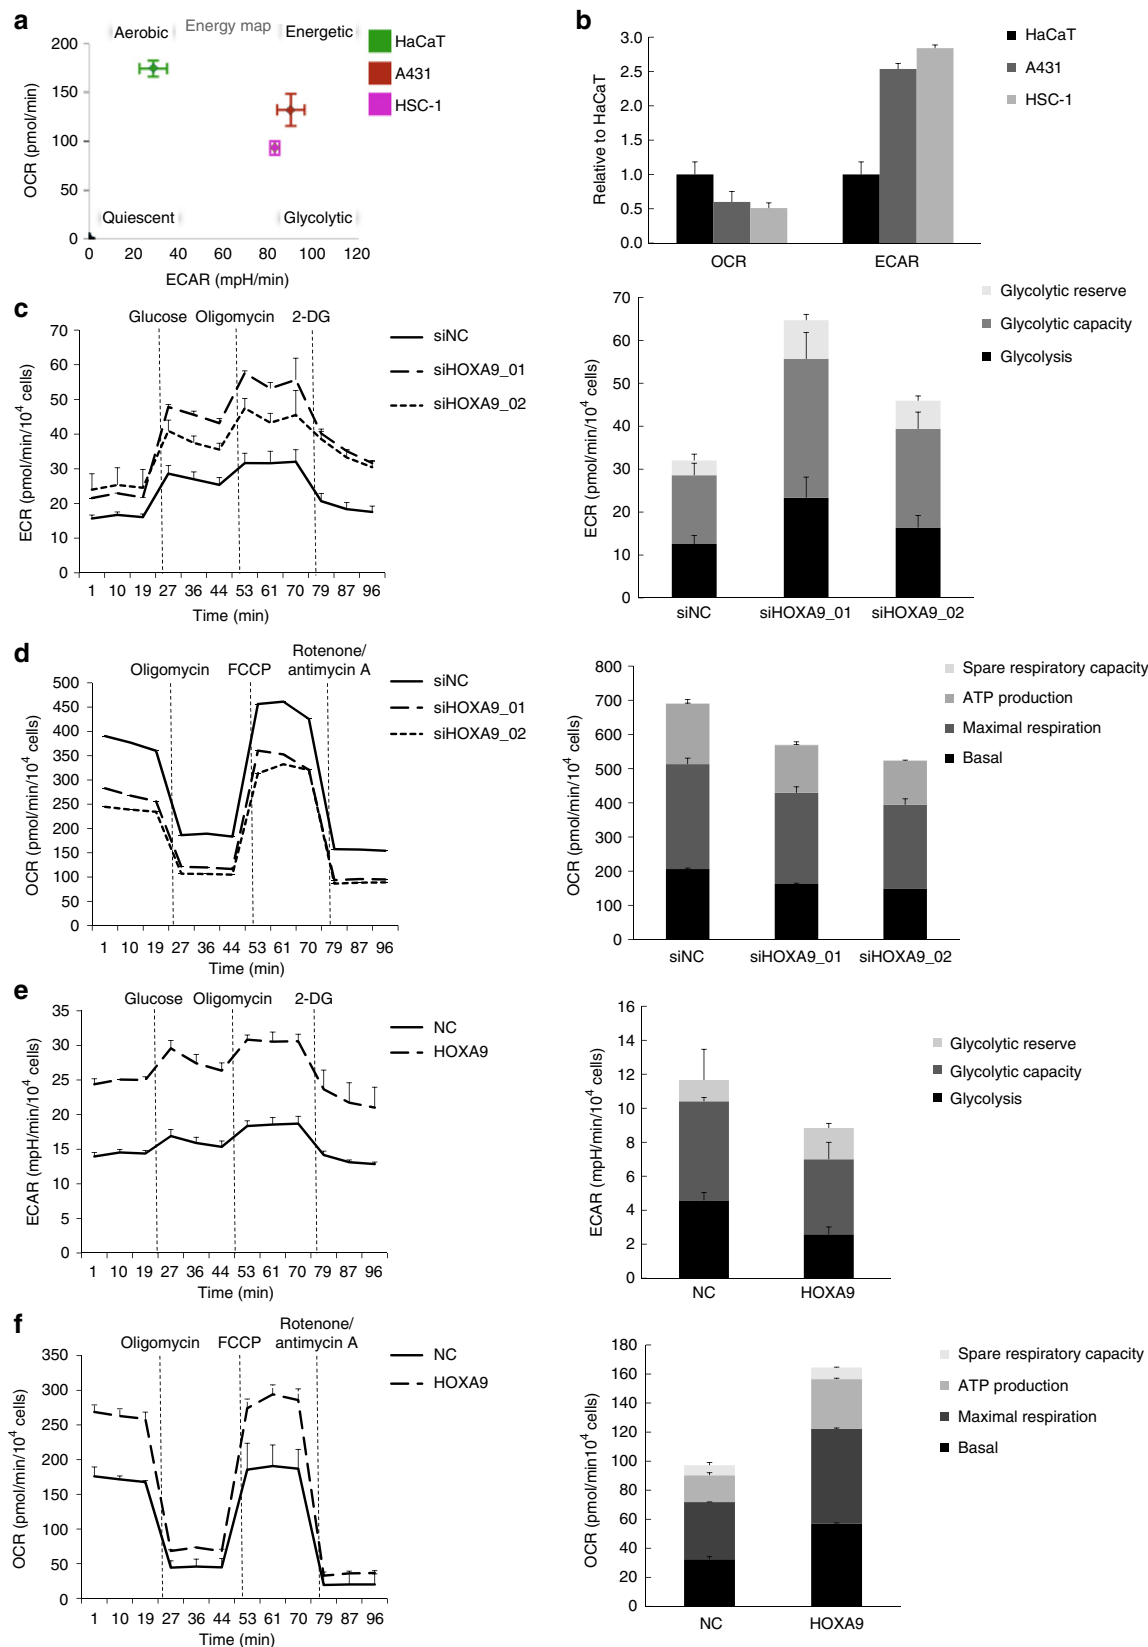 a
Aerobic Energy map Energetic
200
150
100
50
0
OCR (pmol/min)
Quiescent Glycolytic
0 20 40 60 80 100 120
ECAR (mpH/min)
HaCaT
A431
HSC-1
b
3.0
2.5
2.0
1.5
1.0
0.5
0.0
Relative to HaCaT
OCR ECAR
HaCaT
A431
HSC-1
c
Glucose Oligomycin 2-DG
70
60
50
40
30
20
10
0
ECR (pmol/min/10⁴ cells)
1 10 19 27 36 44 53 61 70 79 87 96
Time (min)
siNC
siHOXA9_01
siHOXA9_02
70
60
50
40
30
20
10
0
ECR (pmol/min/10⁴ cells)
siNC siHOXA9_01 siHOXA9_02
Glycolytic reserve
Glycolytic capacity
Glycolysis
d
Oligomycin FCCP Rotenone/
antimycin A
500
450
400
350
300
250
200
150
100
50
0
OCR (pmol/min/10⁴ cells)
1 10 19 27 36 44 53 61 70 79 87 96
Time (min)
siNC
siHOXA9_01
siHOXA9_02
800
700
600
500
400
300
200
100
0
OCR (pmol/min/10⁴ cells)
siNC siHOXA9_01 siHOXA9_02
Spare respiratory capacity
ATP production
Maximal respiration
Basal
e
Glucose Oligomycin 2-DG
35
30
25
20
15
10
5
0
ECAR (mpH/min/10⁴ cells)
1 10 19 27 36 44 53 61 70 79 87 96
Time (min)
NC
HOXA9
16
14
12
10
8
6
4
2
0
ECAR (mpH/min/10⁴ cells)
NC HOXA9
Glycolytic reserve
Glycolytic capacity
Glycolysis
f
Oligomycin FCCP Rotenone/
antimycin A
350
300
250
200
150
100
50
0
OCR (pmol/min/10⁴ cells)
1 10 19 27 36 44 53 61 70 79 87 96
Time (min)
NC
HOXA9
180
160
140
120
100
80
60
40
20
0
OCR (pmol/min10⁴ cells)
NC HOXA9
Spare respiratory capacity
ATP production
Maximal respiration
Basal